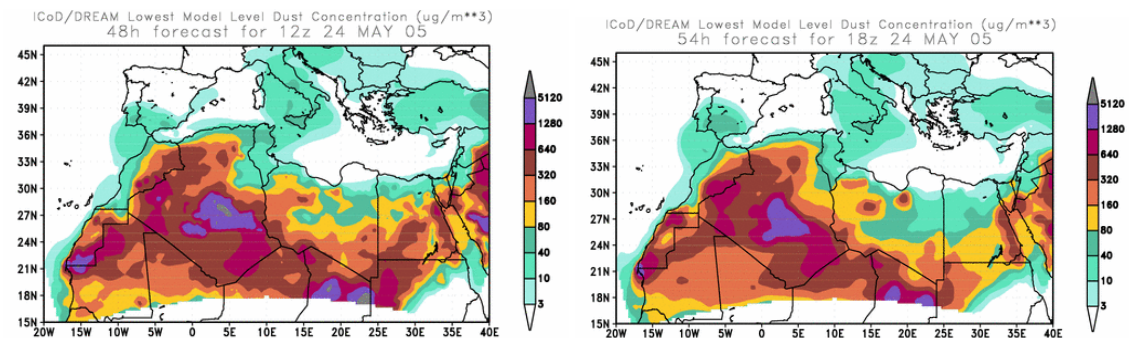 ICoD/DREAM Lowest Model Level Dust Concentration (ug/m**3)
48h forecast for 12z 24 MAY 05
45N
42N
39N
36N
33N
30N
27N
24N
21N
18N
15N
20W 15W 10W 5W 0 5E 10E 15E 20E 25E 30E 35E 40E
5120
1280
640
320
160
80
40
10
3
ICoD/DREAM Lowest Model Level Dust Concentration (ug/m**3)
54h forecast for 18z 24 MAY 05
45N
42N
39N
36N
33N
30N
27N
24N
21N
18N
15N
20W 15W 10W 5W 0 5E 10E 15E 20E 25E 30E 35E 40E
5120
1280
640
320
160
80
40
10
3